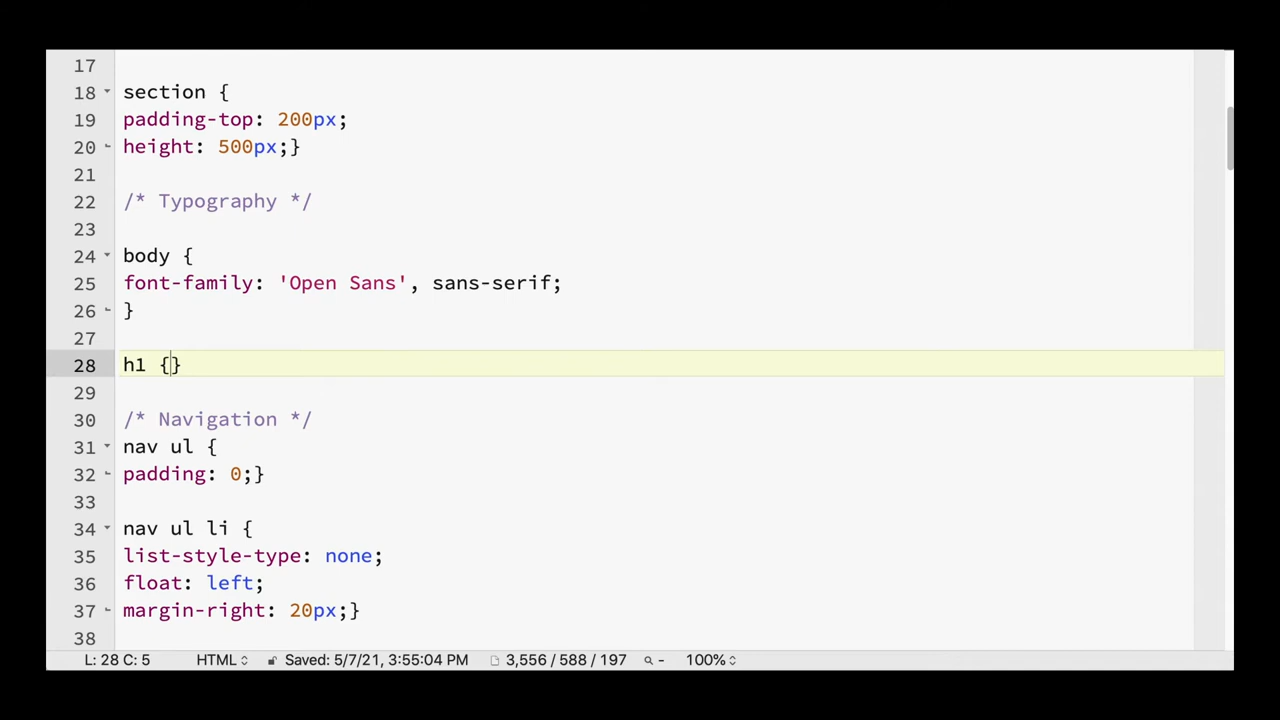 17
18 section {
19 padding-top: 200px;
20 height: 500px;}
21
22 /* Typography */
23
24 body {
25 font-family: 'Open Sans', sans-serif;
26 }
27
28 h1 {}
29
30 /* Navigation */
31 nav ul {
32 padding: 0;}
33
34 nav ul li {
35 list-style-type: none;
36 float: left;
37 margin-right: 20px;}
38
L: 28 C: 5 HTML Saved: 5/7/21, 3:55:04 PM 3,556 / 588 / 197 - 100%